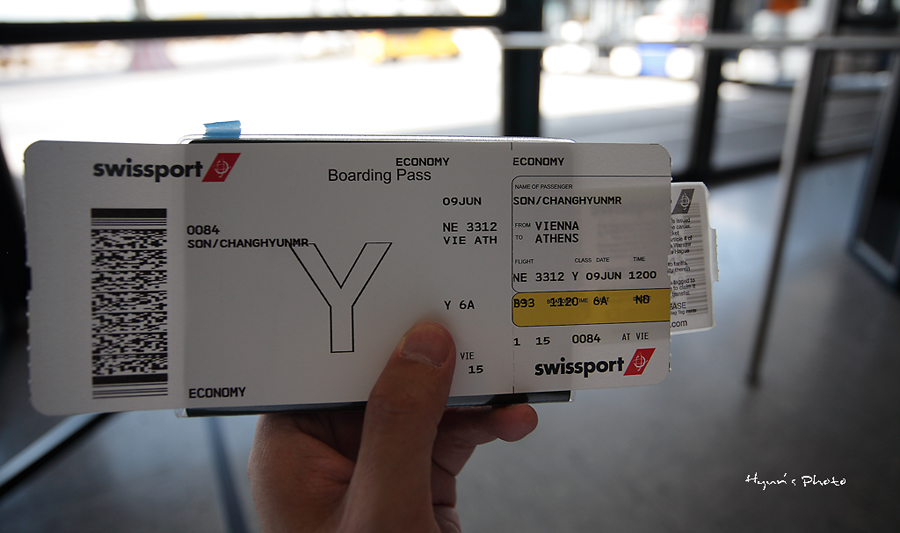 swissport
ECONOMY
Boarding Pass
09JUN
0084
SON/CHANGHYUNMR
NE 3312
VIE ATH
Y
Y 6A
VIE
15
ECONOMY
ECONOMY
NAME OF PASSENGER
SON/CHANGHYUNMR
FROM VIENNA
TO ATHENS
FLIGHT CLASS DATE TIME
NE 3312 Y 09JUN 1200
B33 1120 6A NO
1 15 0084 AT VIE
swissport
.com
Hyun's Photo